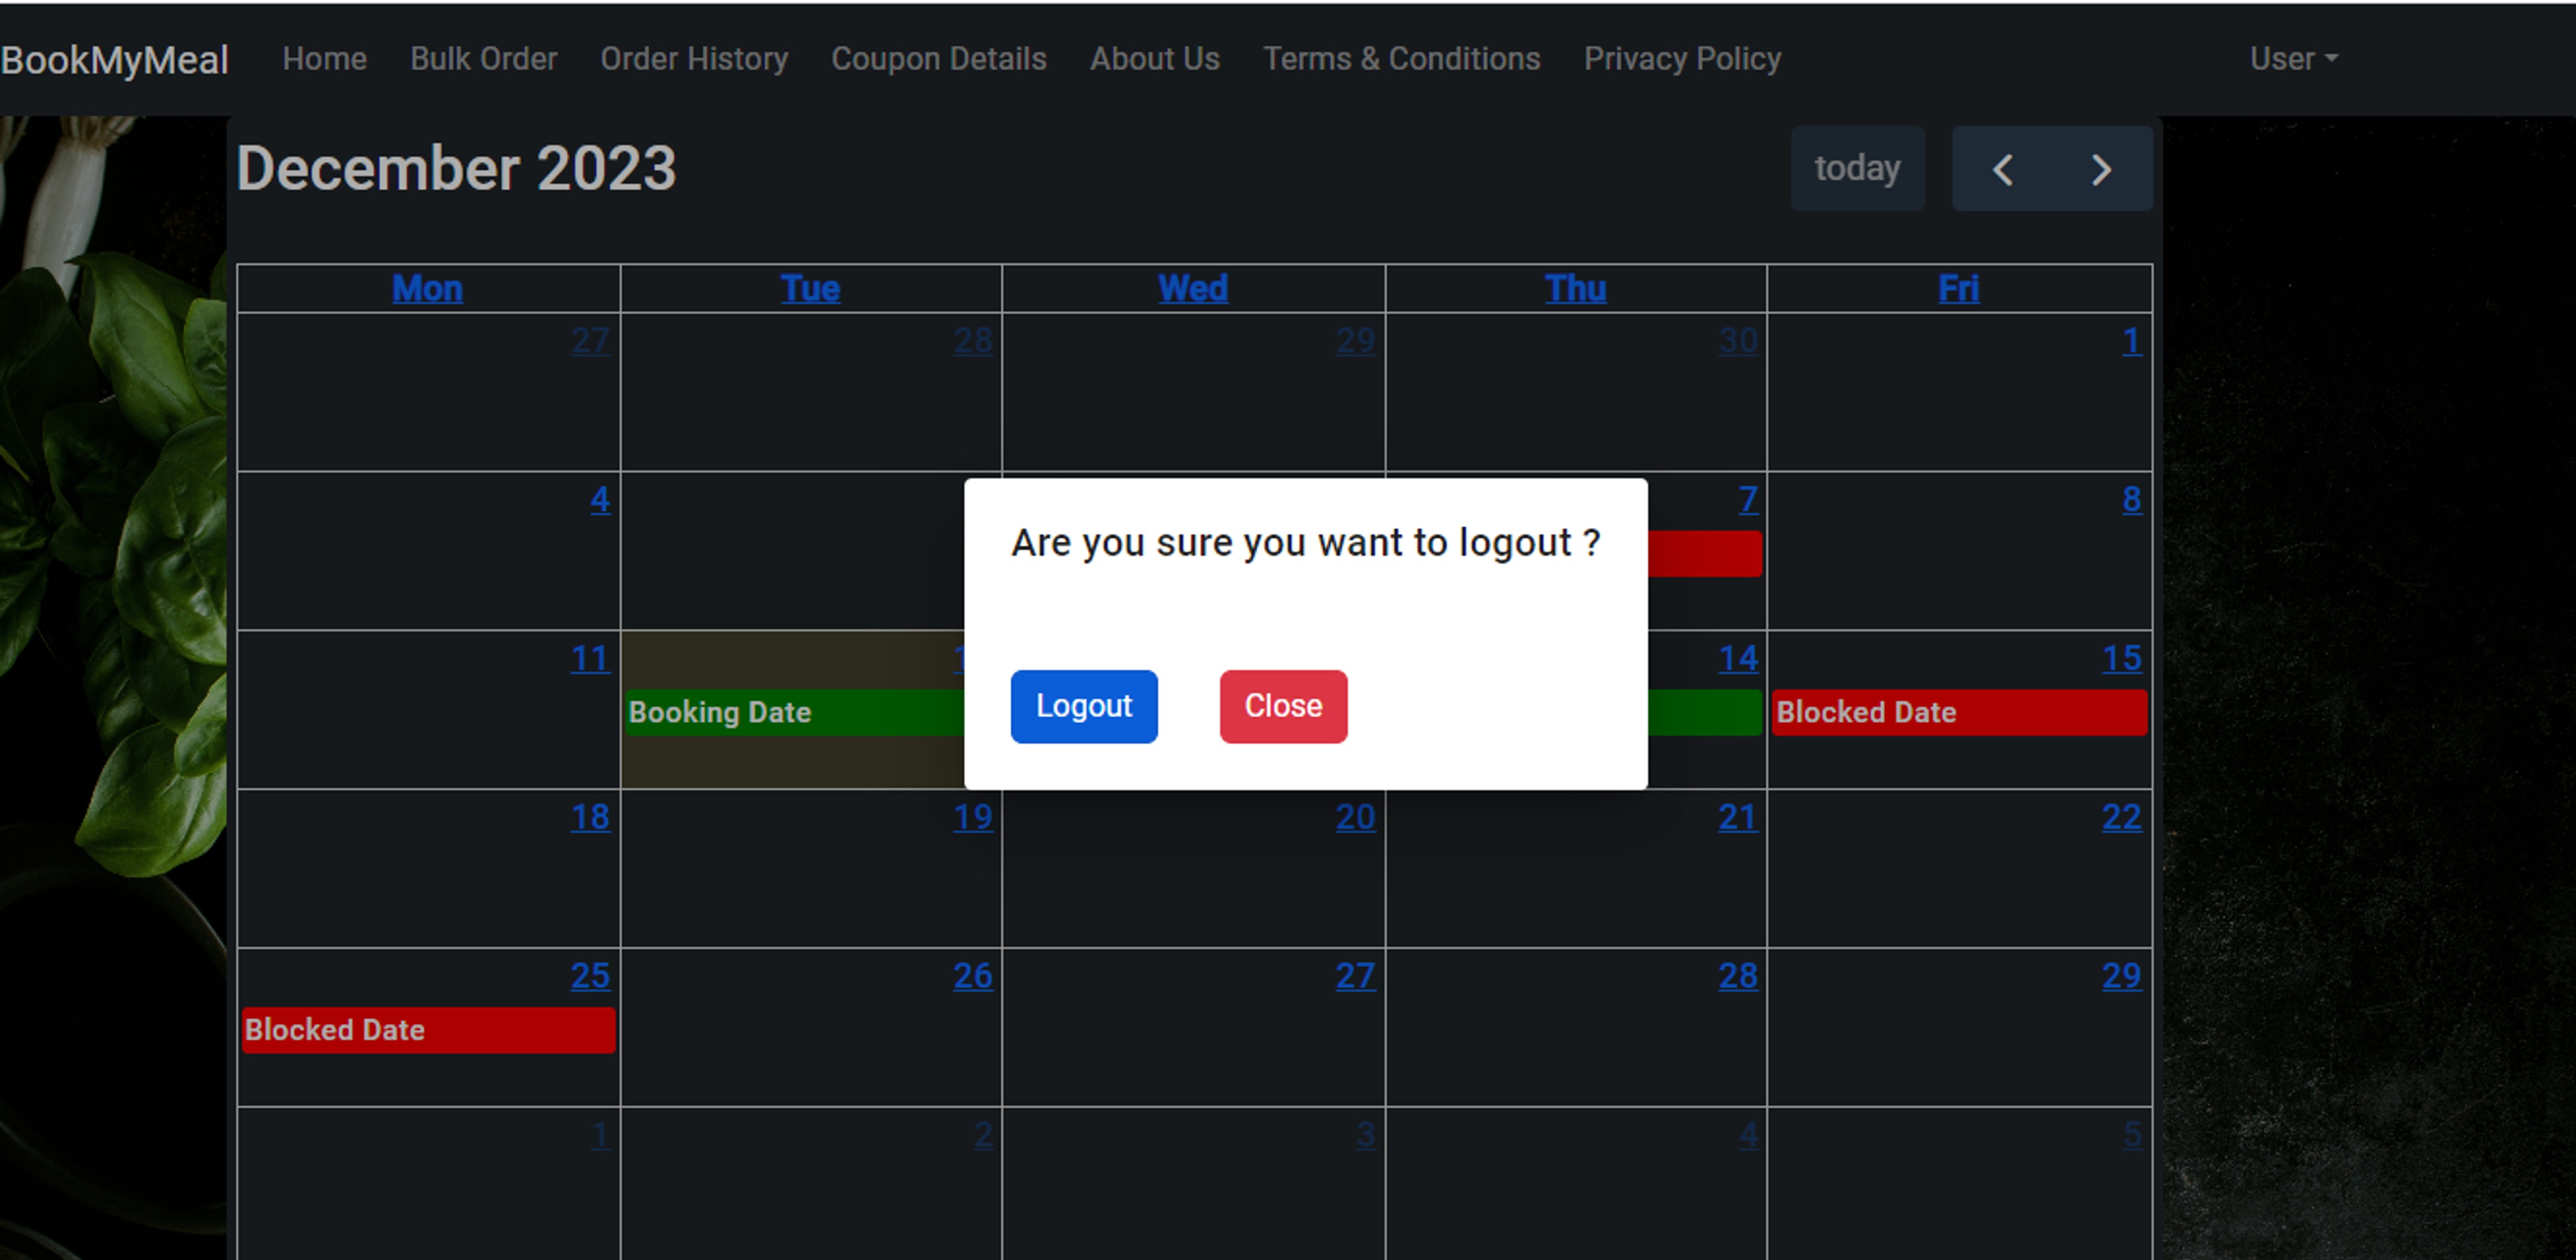 BookMyMeal Home Bulk Order Order History Coupon Details About Us Terms & Conditions Privacy Policy User
December 2023 today
Mon Tue Wed Thu Fri
27 28 29 30 1
4 7 8
Are you sure you want to logout ?
11 14 15
Logout Close
Booking Date Blocked Date
18 19 20 21 22
25 26 27 28 29
Blocked Date
1 2 3 4 5